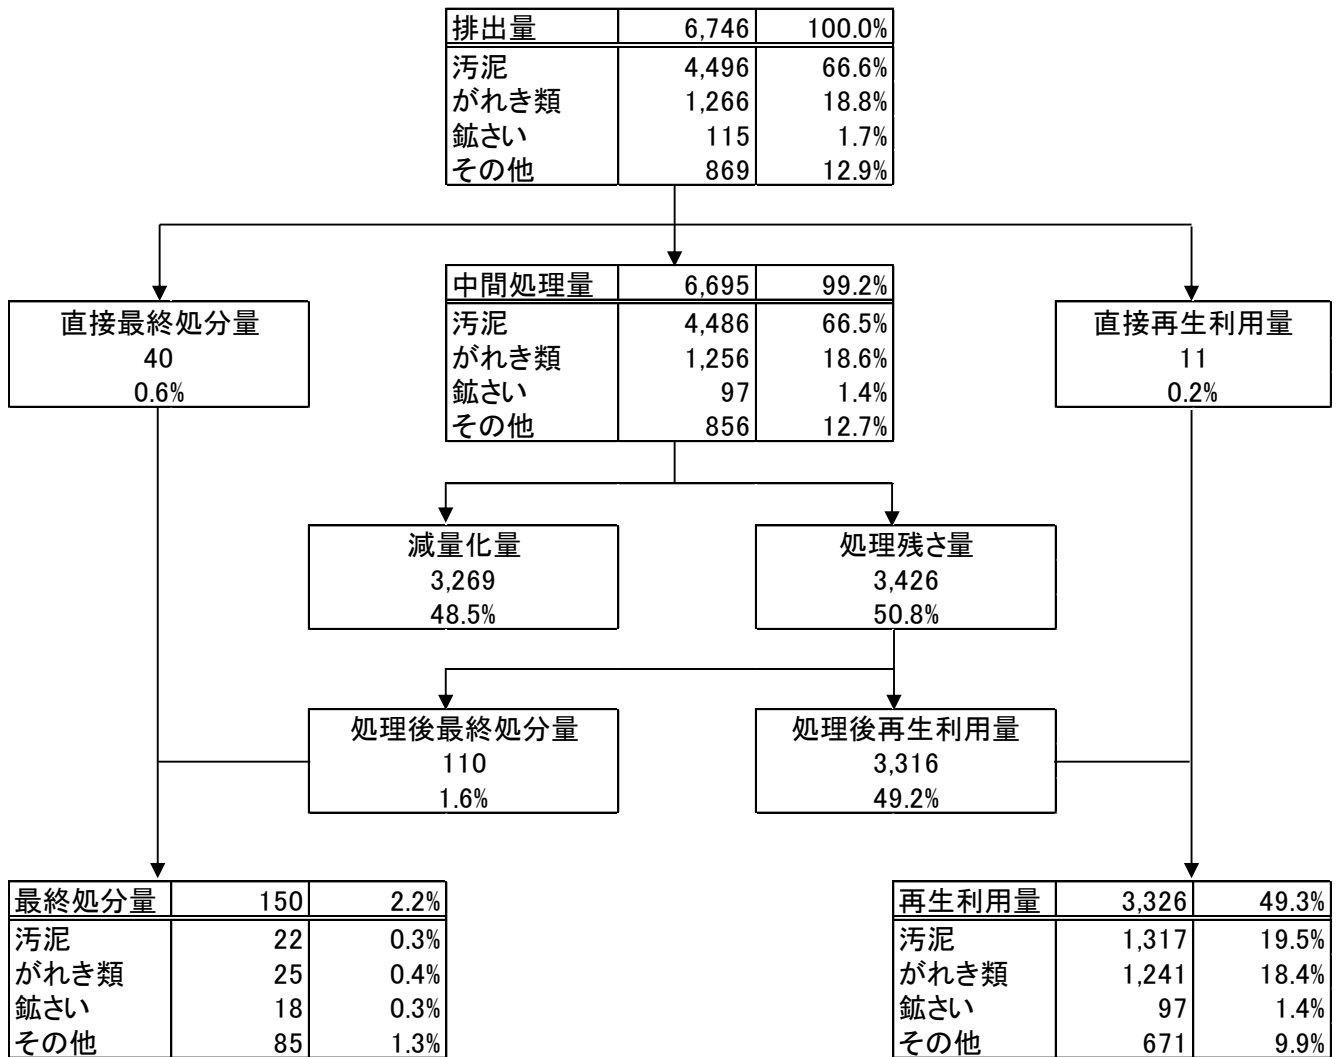 排出量 6,746 100.0%
汚泥 4,496 66.6%
がれき類 1,266 18.8%
鉱さい 115 1.7%
その他 869 12.9%
中間処理量 6,695 99.2%
汚泥 4,486 66.5%
がれき類 1,256 18.6%
鉱さい 97 1.4%
その他 856 12.7%
直接最終処分量
40
0.6%
直接再生利用量
11
0.2%
減量化量
3,269
48.5%
処理残さ量
3,426
50.8%
処理後最終処分量
110
1.6%
処理後再生利用量
3,316
49.2%
最終処分量 150 2.2%
汚泥 22 0.3%
がれき類 25 0.4%
鉱さい 18 0.3%
その他 85 1.3%
再生利用量 3,326 49.3%
汚泥 1,317 19.5%
がれき類 1,241 18.4%
鉱さい 97 1.4%
その他 671 9.9%